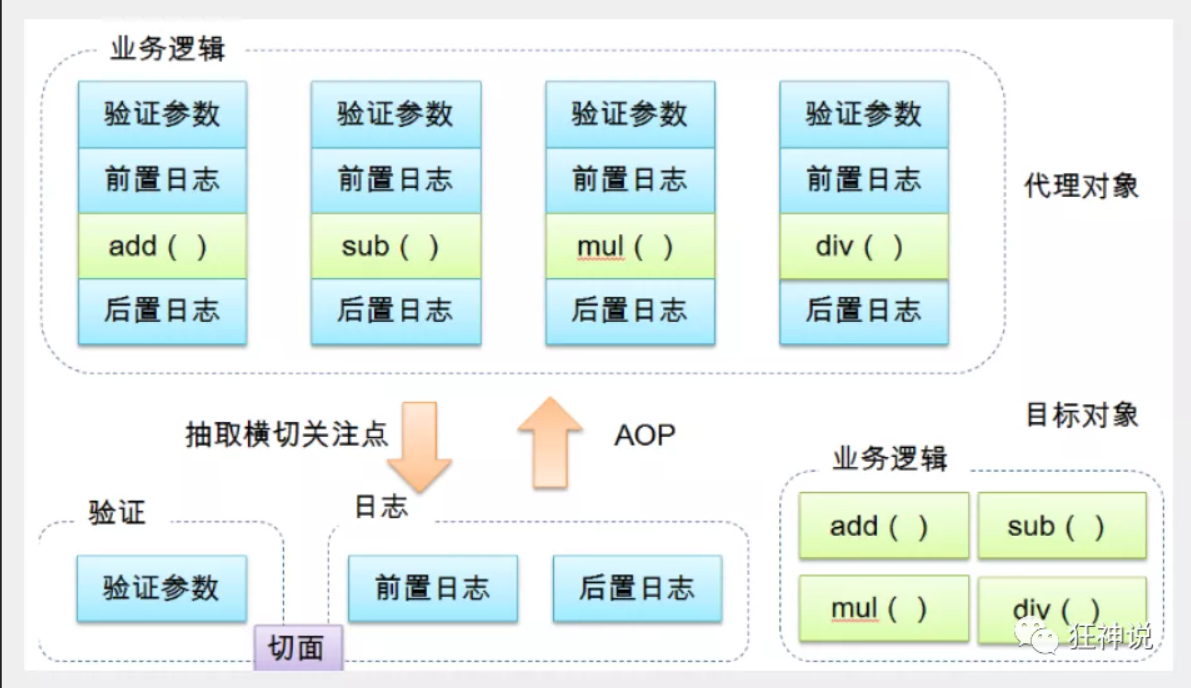 业务逻辑
验证参数 验证参数 验证参数 验证参数
前置日志 前置日志 前置日志 前置日志
代理对象
add ( ) sub ( ) mul ( ) div ( )
后置日志 后置日志 后置日志 后置日志
抽取横切关注点
AOP
目标对象
业务逻辑
验证
日志
add ( ) sub ( )
验证参数
前置日志 后置日志
mul ( ) div ( )
切面
狂神说